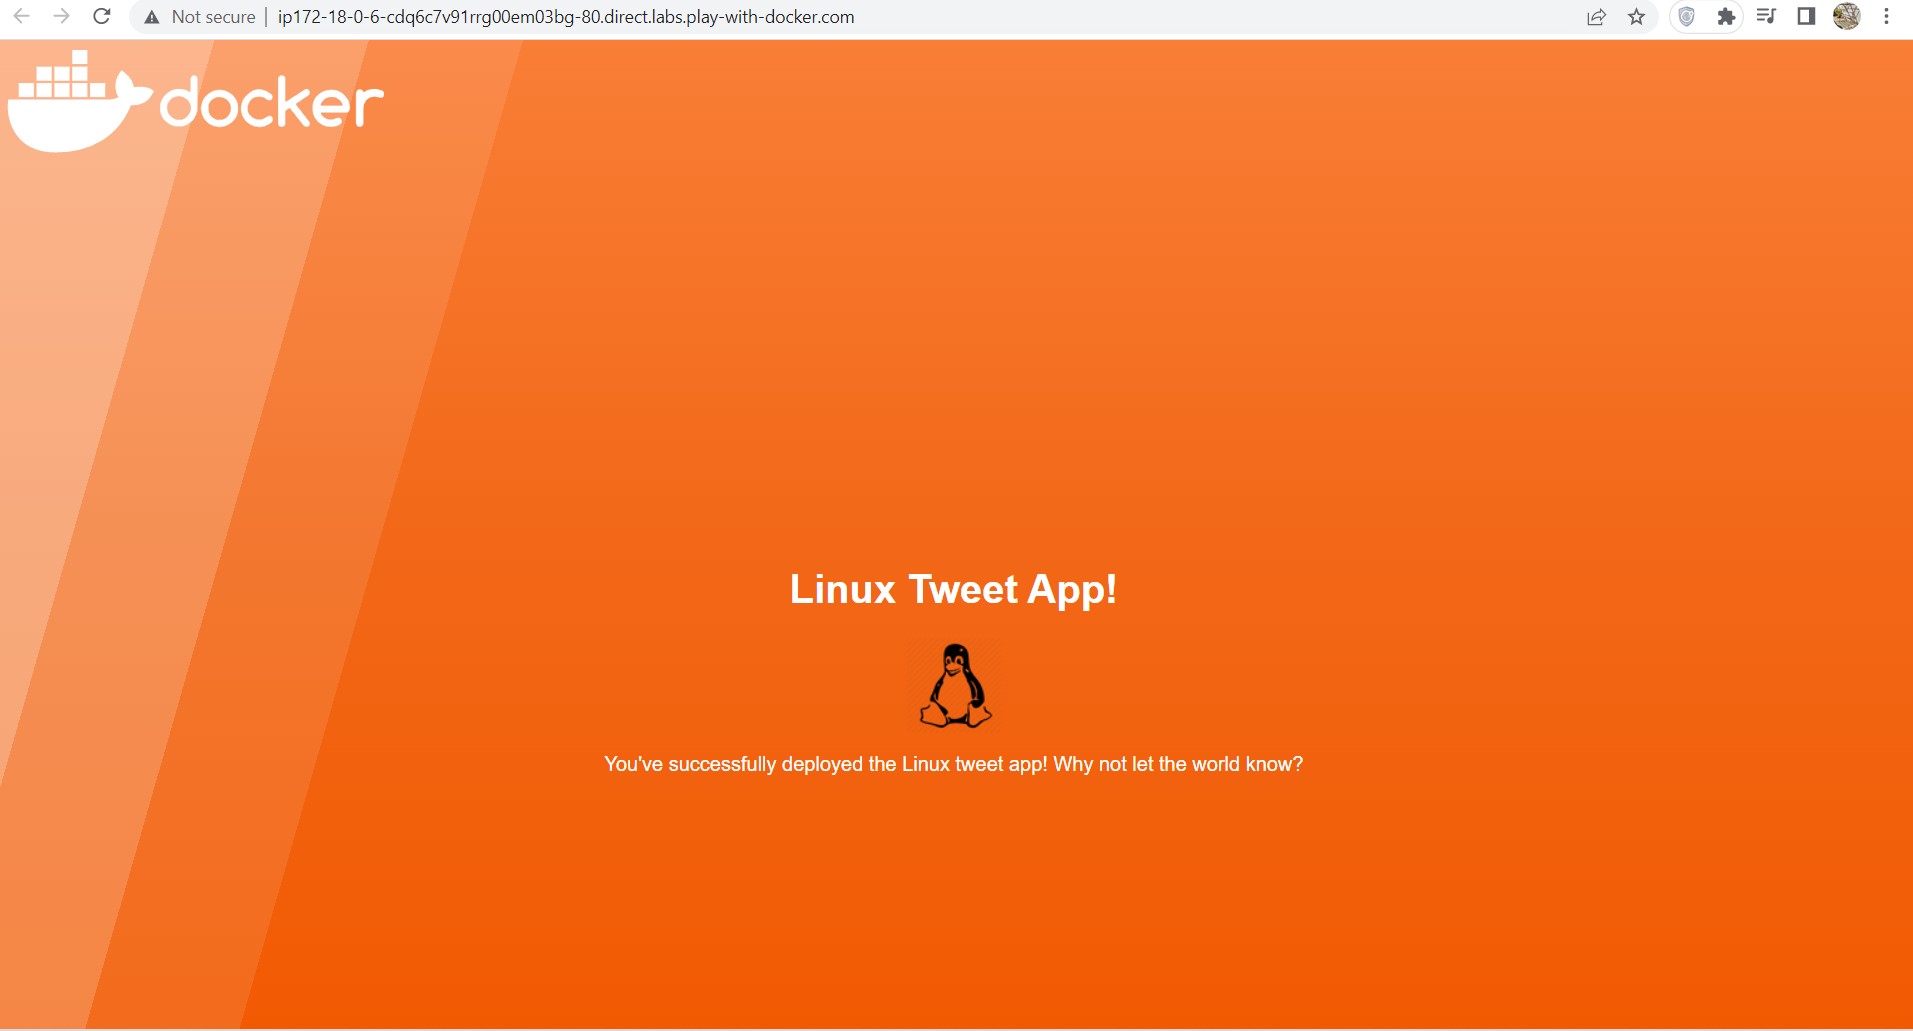 Not secure | ip172-18-0-6-cdq6c7v91rrg00em03bg-80.direct.labs.play-with-docker.com
docker
Linux Tweet App!
You've successfully deployed the Linux tweet app! Why not let the world know?